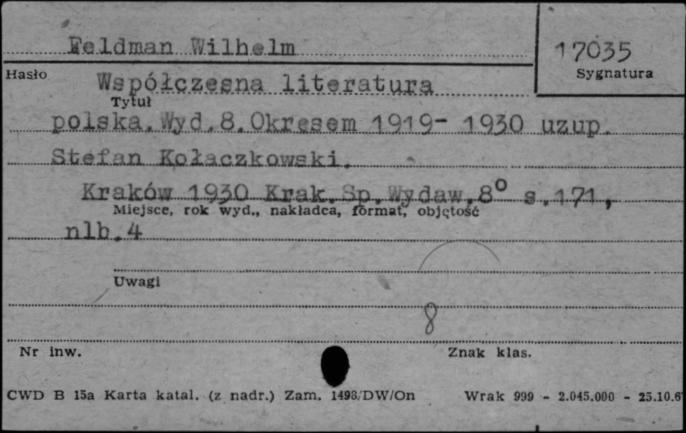 Feldman Wilhelm
17035
Hasło
Sygnatura
Współczesna literatura
Tytuł
polska.Wyd.8.Okresem 1919- 1930 uzup.
Stefan Kołaczkowski.
Kraków 1930 Krak.Sp.Wydaw.8° s.171,
Miejsce, rok wyd., nakładca, format, objętość
nlb.4
Uwagi
8
Nr inw.
Znak klas.
CWD B 15a Karta katal. (z nadr.) Zam. 1498/DW/On Wrak 999 - 2.045.000 - 25.10.6